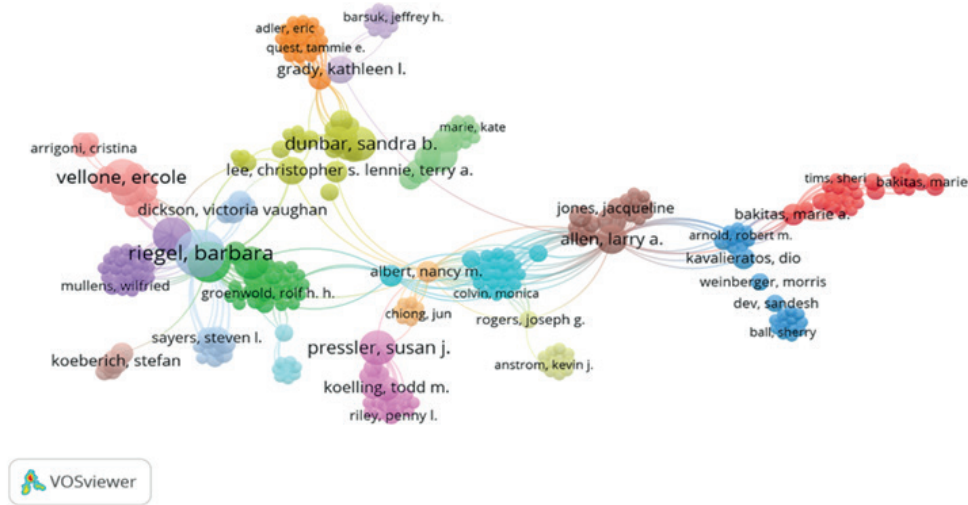 barsuk, jeffrey h.
adler, eric
quest, tammie e.
grady, kathleen l.
marie, kate
dunbar, sandra b.
arrigoni, cristina
lee, christopher s.
lennie, terry a.
vellone, ercole
tims, sheri
bakitas, marie
dickson, victoria vaughan
jones, jacqueline
bakitas, marie a.
allen, larry a.
arnold, robert m.
riegel, barbara
kavalieratos, dio
albert, nancy m.
weinberger, morris
mullens, wilfried
groenwold, rolf h. h.
colvin, monica
dev, sandesh
chiong, jun
rogers, joseph g.
ball, sherry
sayers, steven l.
pressler, susan j.
koeberich, stefan
anstrom, kevin j.
koelling, todd m.
riley, penny l.
VOSviewer